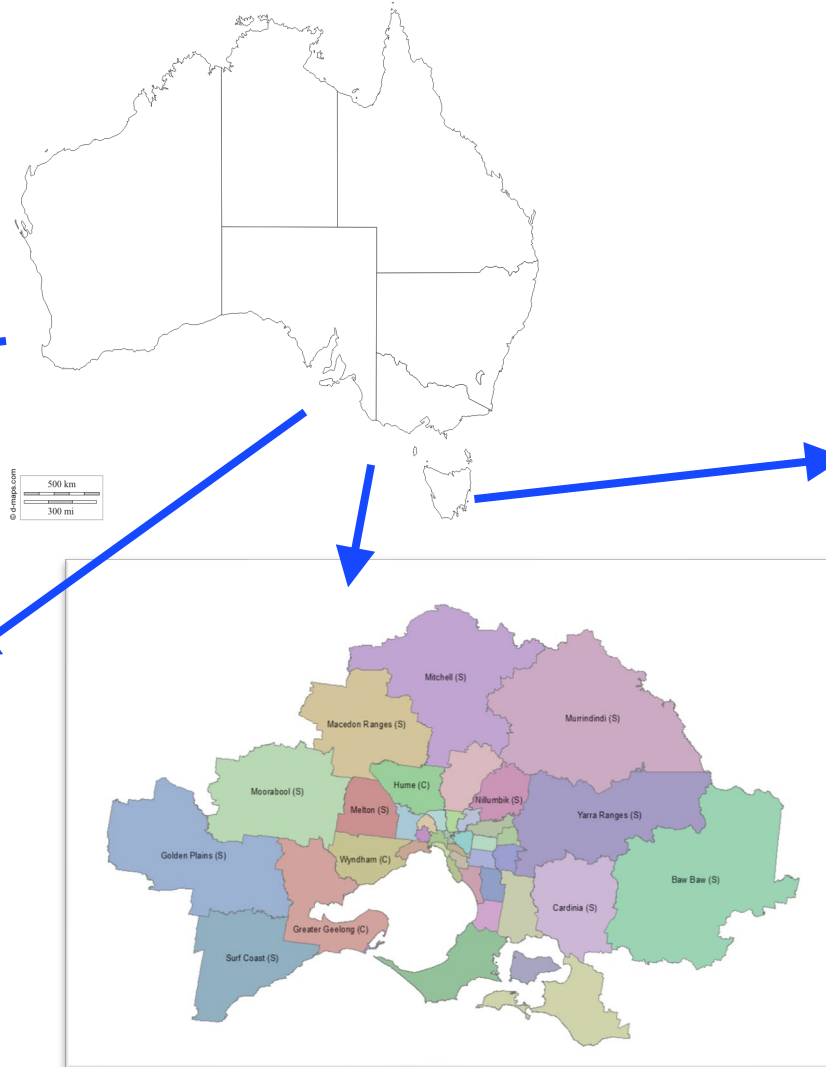 © d-maps.com
500 km
300 mi
Mitchell (S)
Murrindindi (S)
Macedon Ranges (S)
Hume (C)
Moorabool (S)
Nillumbik (S)
Melton (S)
Yarra Ranges (S)
Golden Plains (S)
Wyndham (C)
Baw Baw (S)
Cardinia (S)
Greater Geelong (C)
Surf Coast (S)